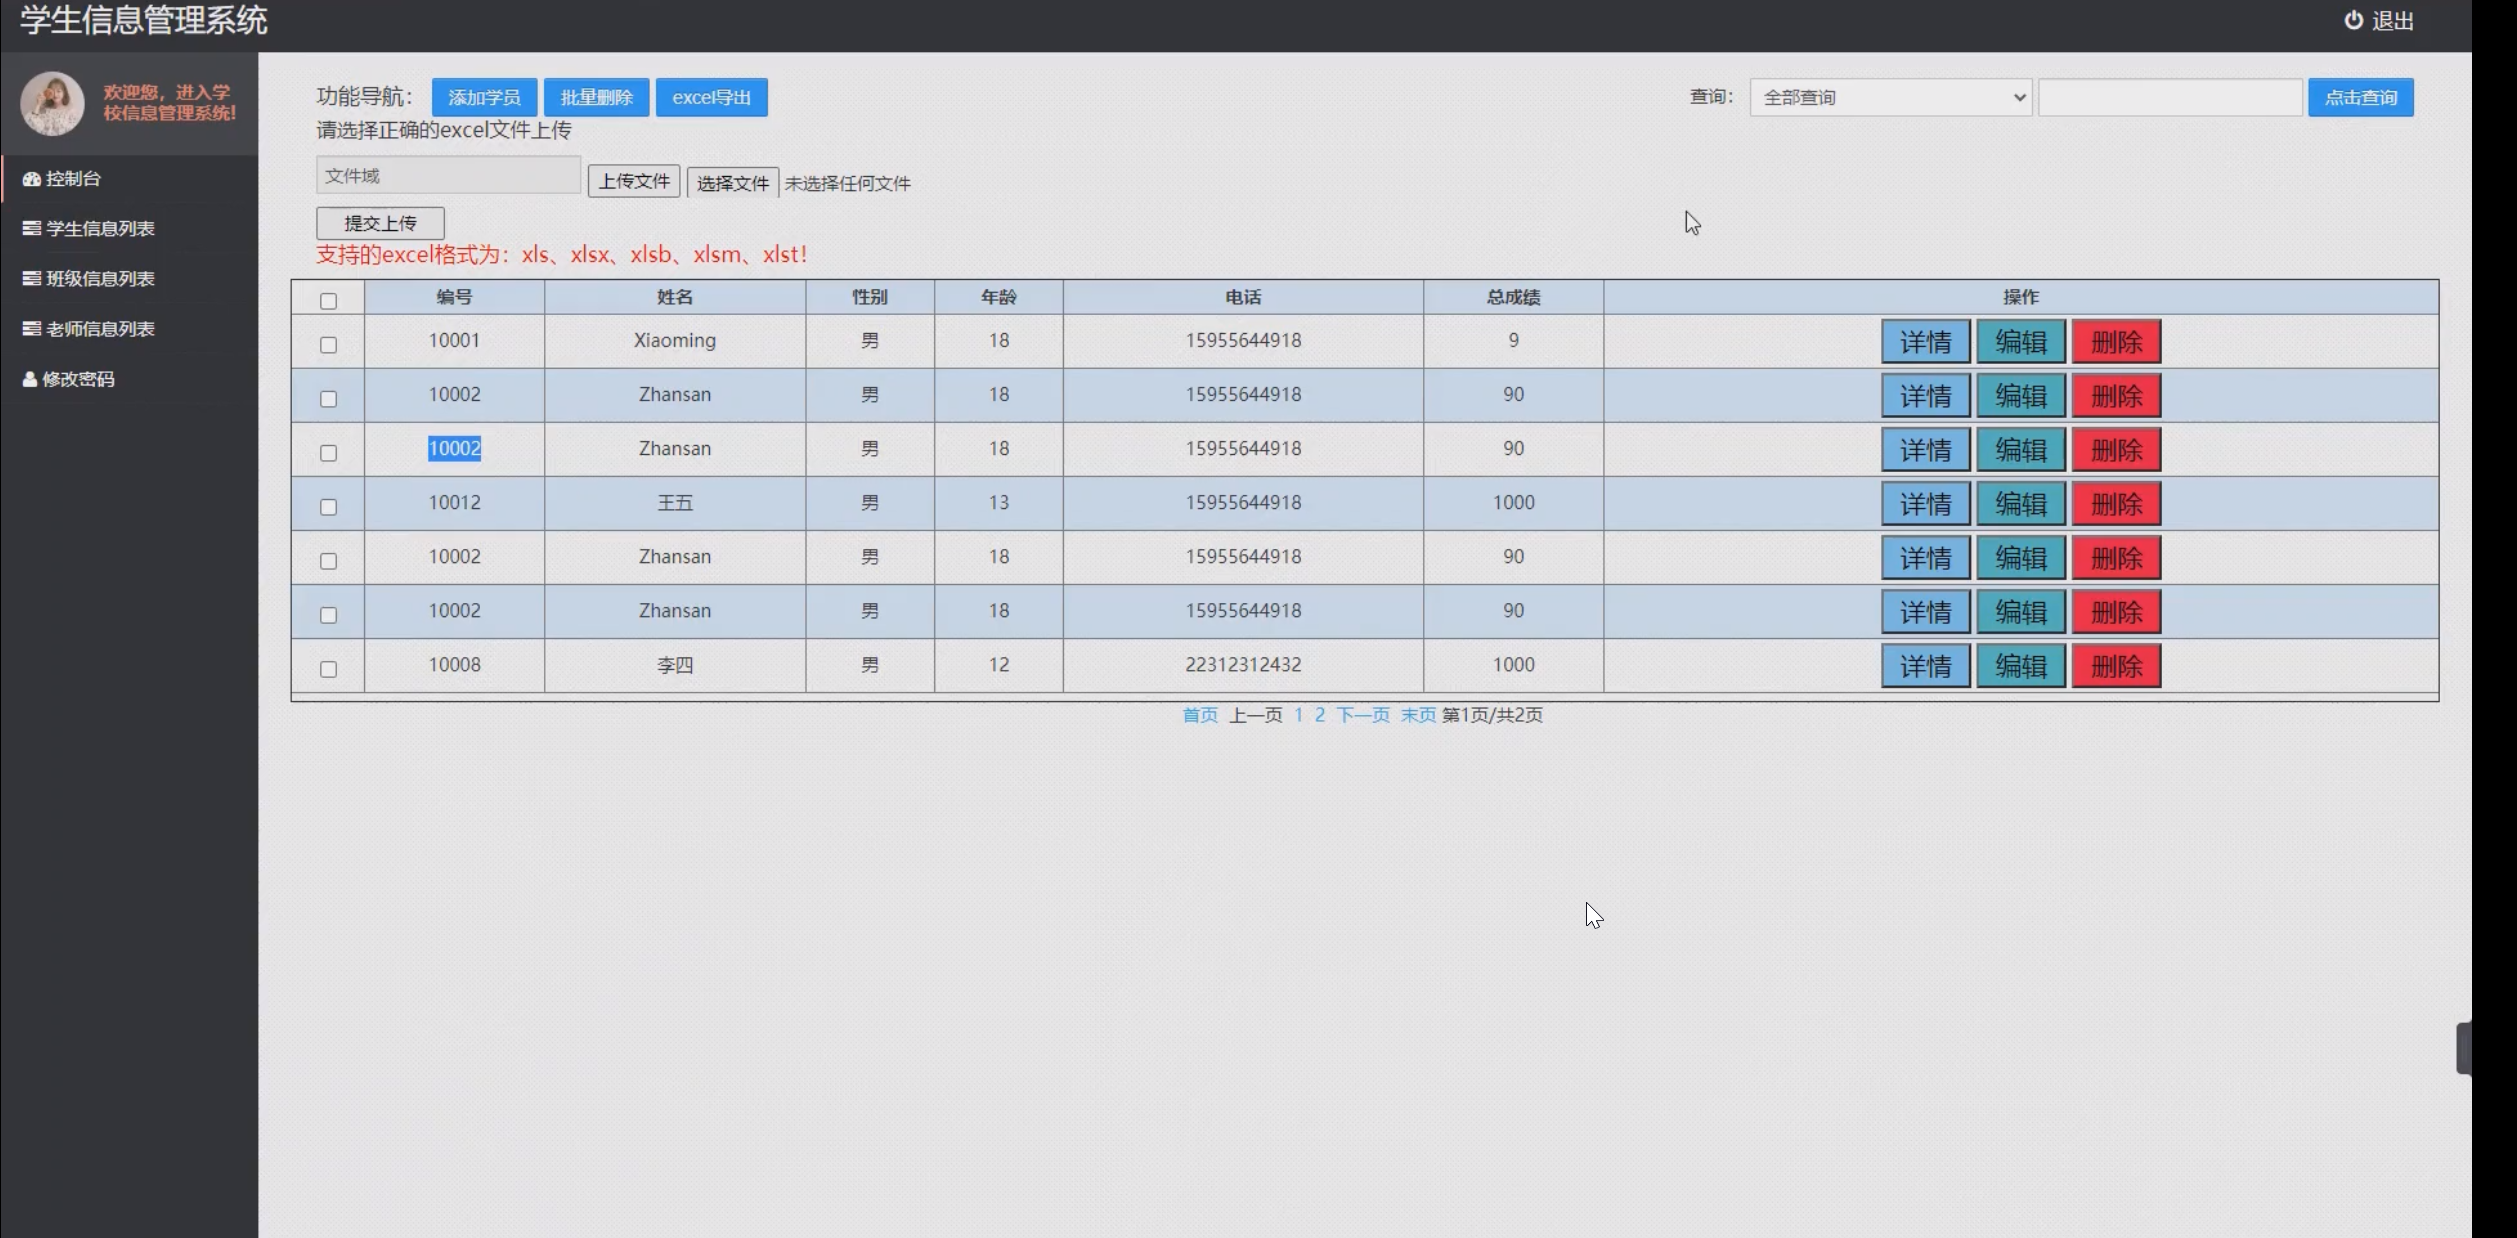 学生信息管理系统
退出
欢迎您，进入学
校信息管理系统!
控制台
学生信息列表
班级信息列表
老师信息列表
修改密码
功能导航： 添加学员 批量删除 excel导出
查询： 全部查询 点击查询
请选择正确的excel文件上传
文件域 上传文件 选择文件 未选择任何文件
提交上传
支持的excel格式为：xls、xlsx、xlsb、xlsm、xlst!
编号 姓名 性别 年龄 电话 总成绩 操作
10001 Xiaoming 男 18 15955644918 9 详情 编辑 删除
10002 Zhansan 男 18 15955644918 90 详情 编辑 删除
10002 Zhansan 男 18 15955644918 90 详情 编辑 删除
10012 王五 男 13 15955644918 1000 详情 编辑 删除
10002 Zhansan 男 18 15955644918 90 详情 编辑 删除
10002 Zhansan 男 18 15955644918 90 详情 编辑 删除
10008 李四 男 12 22312312432 1000 详情 编辑 删除
首页 上一页 1 2 下一页 末页 第1页/共2页